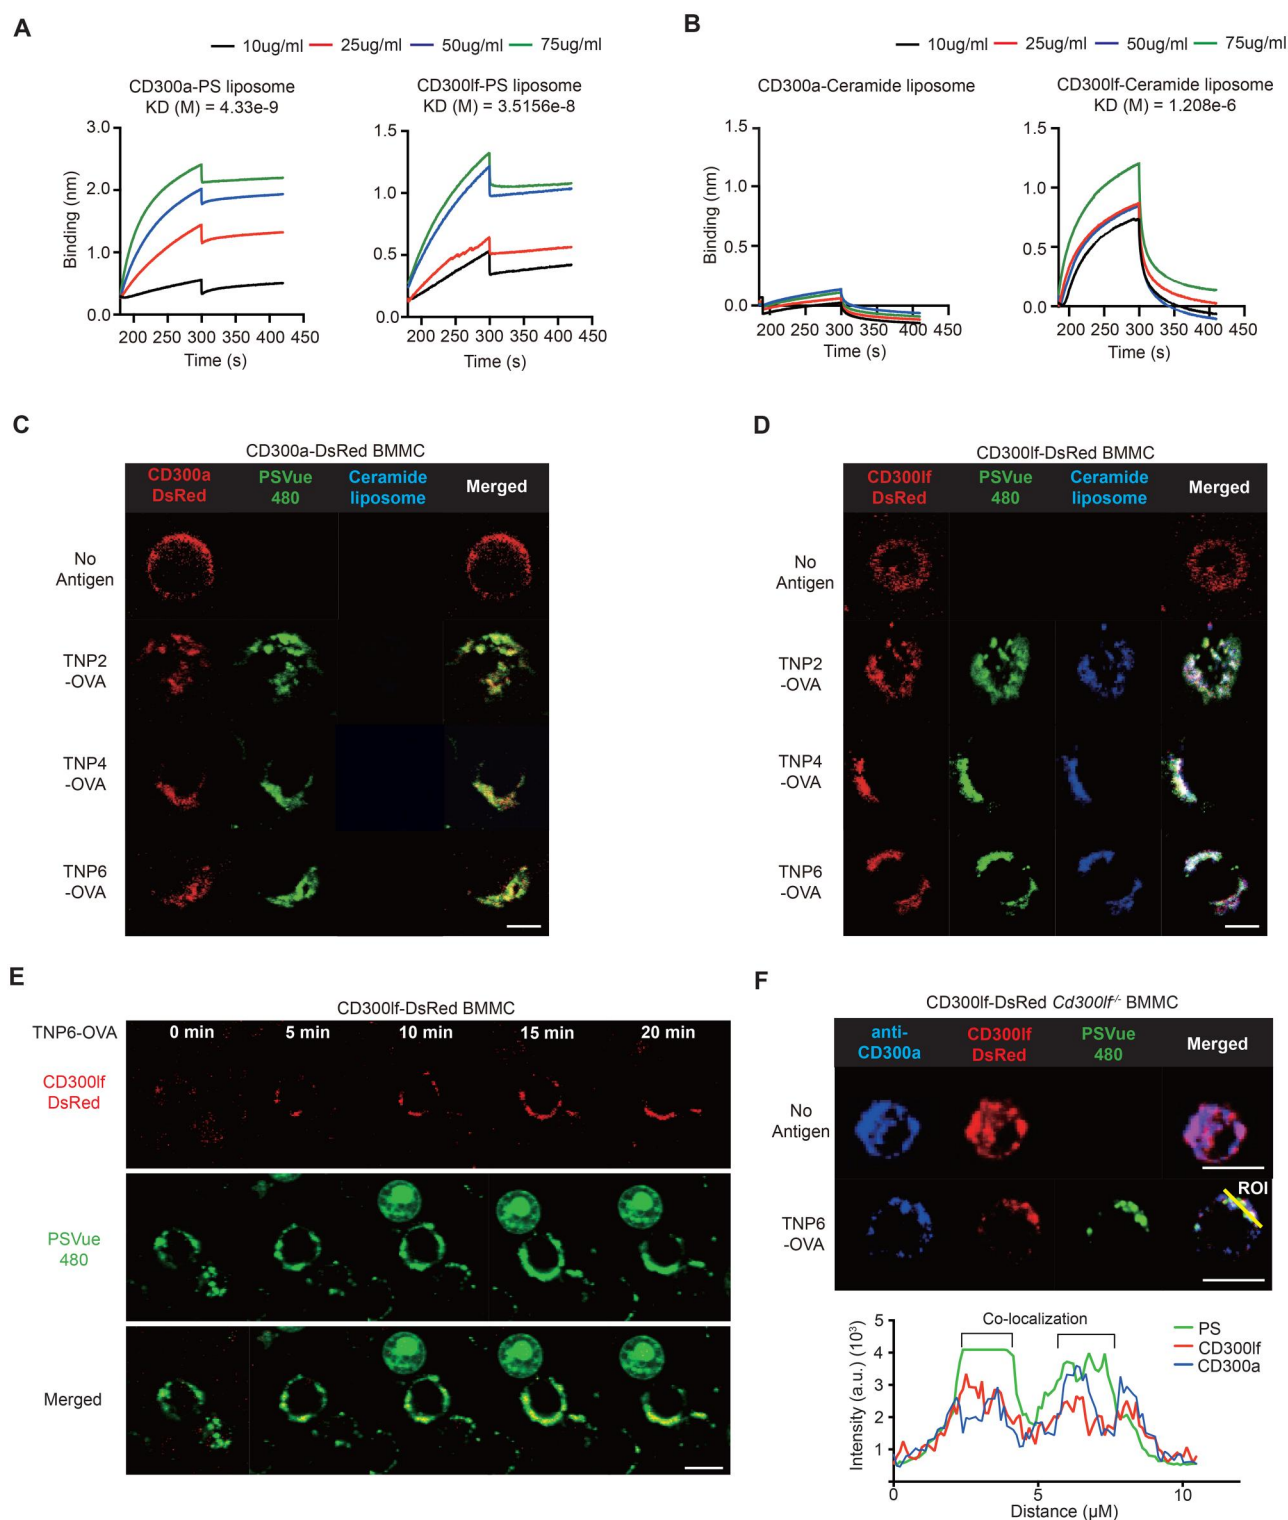 A
10ug/ml 25ug/ml 50ug/ml 75ug/ml
CD300a-PS liposome
KD (M) = 4.33e-9
Binding (nm)
3.0
2.0
1.0
0.0
200 250 300 350 400 450
Time (s)
CD300lf-PS liposome
KD (M) = 3.5156e-8
1.5
1.0
0.5
0.0
200 250 300 350 400 450
Time (s)
B
10ug/ml 25ug/ml 50ug/ml 75ug/ml
CD300a-Ceramide liposome
Binding (nm)
1.5
1.0
0.5
0.0
200 250 300 350 400 450
Time (s)
CD300lf-Ceramide liposome
KD (M) = 1.208e-6
1.5
1.0
0.5
0
200 250 300 350 400 450
Time (s)
C
CD300a-DsRed BMMC
CD300a DsRed
PSVue 480
Ceramide liposome
Merged
No Antigen
TNP2 -OVA
TNP4 -OVA
TNP6 -OVA
D
CD300lf-DsRed BMMC
CD300lf DsRed
PSVue 480
Ceramide liposome
Merged
No Antigen
TNP2 -OVA
TNP4 -OVA
TNP6 -OVA
E
CD300lf-DsRed BMMC
TNP6-OVA 0 min 5 min 10 min 15 min 20 min
CD300lf DsRed
PSVue 480
Merged
F
CD300lf-DsRed Cd300lf-/- BMMC
anti-CD300a
CD300lf DsRed
PSVue 480
Merged
No Antigen
TNP6 -OVA
ROI
Co-localization
PS
CD300lf
CD300a
Intensity (a.u.) (10³)
5
4
3
2
1
0 5 10
Distance (µM)